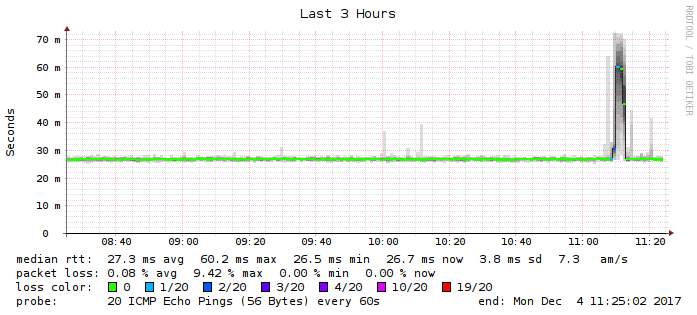 Last 3 Hours
RRDTOOL / TOBI OETIKER
Seconds
70 m
60 m
50 m
40 m
30 m
20 m
10 m
0
08:40 09:00 09:20 09:40 10:00 10:20 10:40 11:00 11:20
median rtt: 27.3 ms avg 60.2 ms max 26.5 ms min 26.7 ms now 3.8 ms sd 7.3 am/s
packet loss: 0.08 % avg 9.42 % max 0.00 % min 0.00 % now
loss color: 0 1/20 2/20 3/20 4/20 10/20 19/20
probe: 20 ICMP Echo Pings (56 Bytes) every 60s end: Mon Dec 4 11:25:02 2017